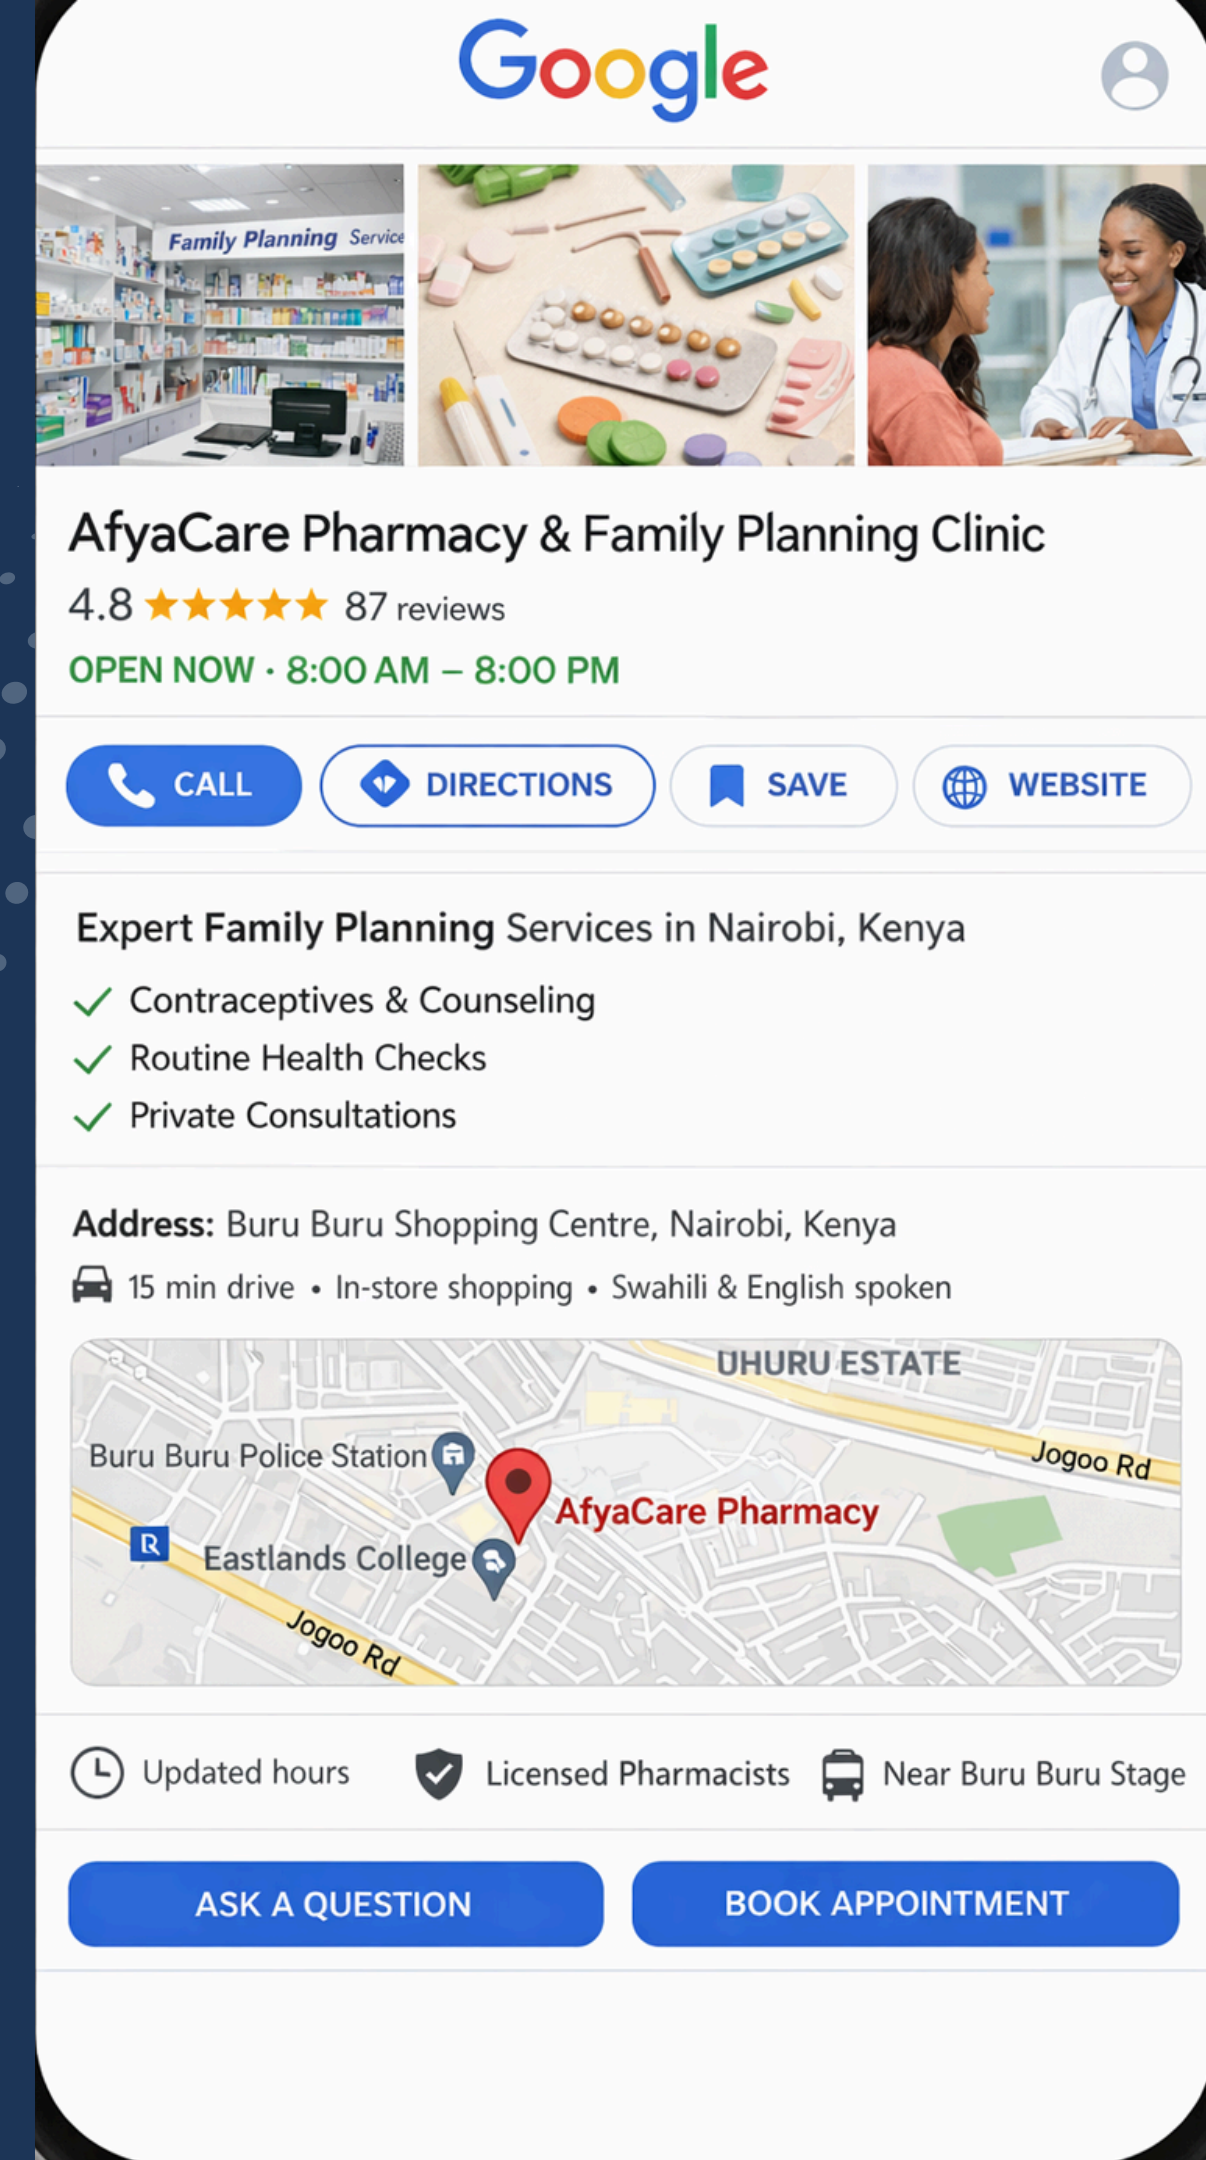 Google
Family Planning Service
AfyaCare Pharmacy & Family Planning Clinic
4.8 87 reviews
OPEN NOW · 8:00 AM – 8:00 PM
CALL DIRECTIONS SAVE WEBSITE
Expert Family Planning Services in Nairobi, Kenya
Contraceptives & Counseling
Routine Health Checks
Private Consultations
Address: Buru Buru Shopping Centre, Nairobi, Kenya
15 min drive • In-store shopping • Swahili & English spoken
UHURU ESTATE
Buru Buru Police Station
Jogoo Rd
AfyaCare Pharmacy
R
Eastlands College
Jogoo Rd
Updated hours Licensed Pharmacists Near Buru Buru Stage
ASK A QUESTION BOOK APPOINTMENT